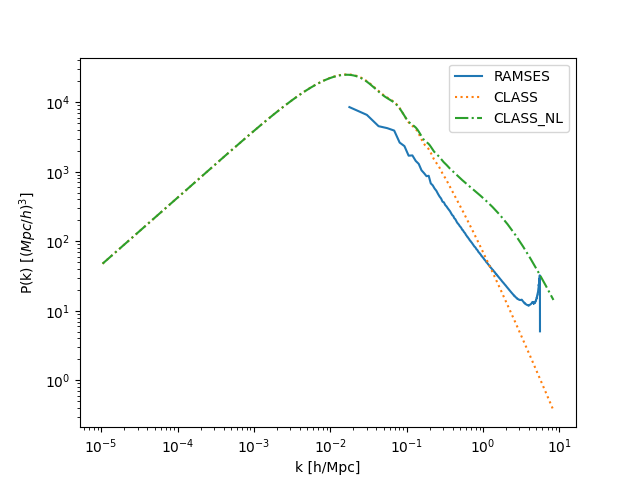 RAMSES
CLASS
CLASS_NL
P(k) [(Mpc/h)³]
10⁴
10³
10²
10¹
10⁰
10⁻⁵
10⁻⁴
10⁻³
10⁻²
10⁻¹
10⁰
10¹
k [h/Mpc]